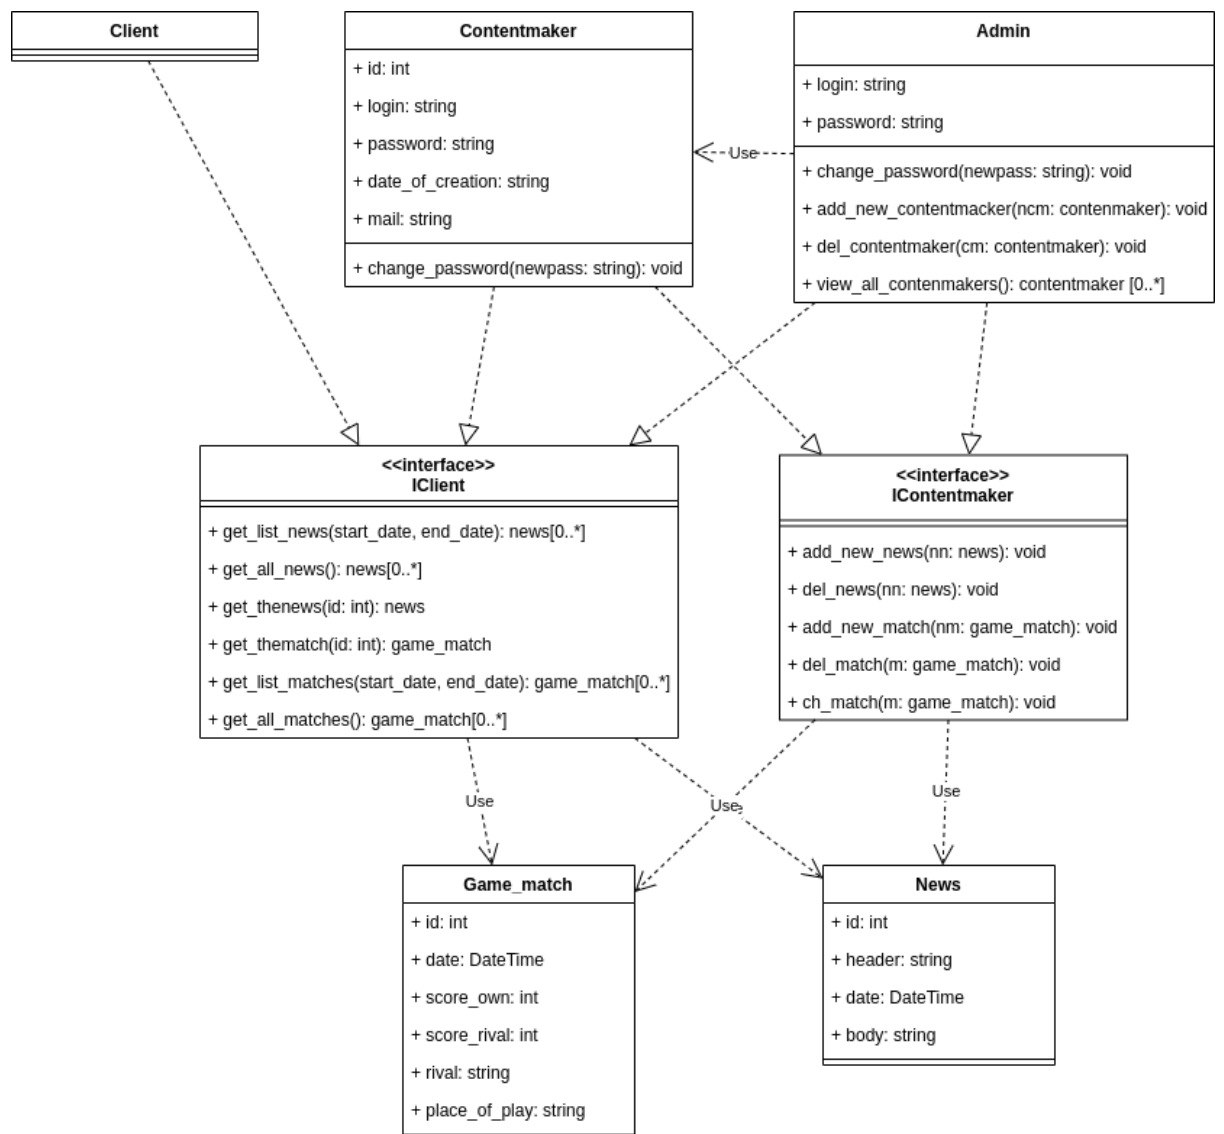 Client
Contentmaker
+ id: int
+ login: string
+ password: string
+ date_of_creation: string
+ mail: string
+ change_password(newpass: string): void
Use
Admin
+ login: string
+ password: string
+ change_password(newpass: string): void
+ add_new_contentmacker(ncm: contenmaker): void
+ del_contentmaker(cm: contentmaker): void
+ view_all_contenmakers(): contentmaker [0..*]
<<interface>>
IClient
+ get_list_news(start_date, end_date): news[0..*]
+ get_all_news(): news[0..*]
+ get_thenews(id: int): news
+ get_thematch(id: int): game_match
+ get_list_matches(start_date, end_date): game_match[0..*]
+ get_all_matches(): game_match[0..*]
<<interface>>
IContentmaker
+ add_new_news(nn: news): void
+ del_news(nn: news): void
+ add_new_match(nm: game_match): void
+ del_match(m: game_match): void
+ ch_match(m: game_match): void
Use
Use
Use
Game_match
+ id: int
+ date: DateTime
+ score_own: int
+ score_rival: int
+ rival: string
+ place_of_play: string
News
+ id: int
+ header: string
+ date: DateTime
+ body: string